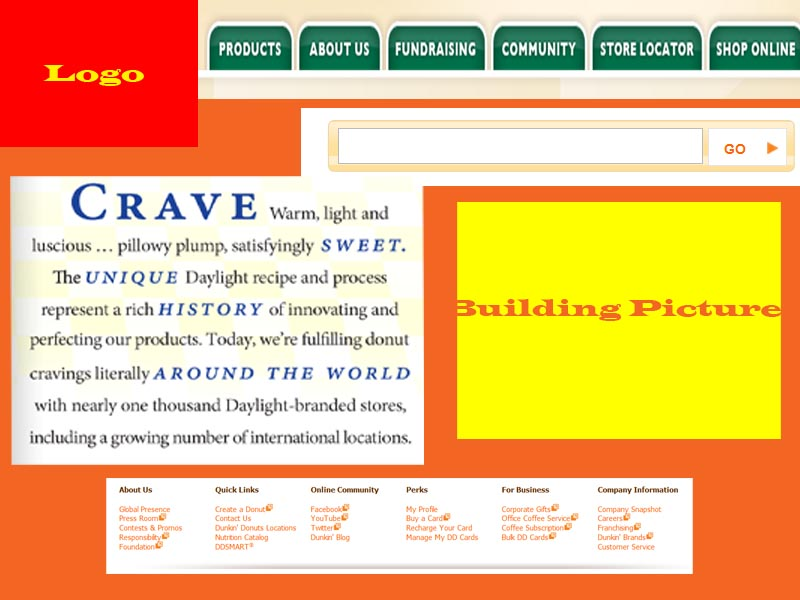 Logo
PRODUCTS ABOUT US FUNDRAISING COMMUNITY STORE LOCATOR SHOP ONLINE
GO
CRAVE Warm, light and
luscious ... pillowy plump, satisfyingly SWEET.
The UNIQUE Daylight recipe and process
represent a rich HISTORY of innovating and
perfecting our products. Today, we're fulfilling donut
cravings literally AROUND THE WORLD
with nearly one thousand Daylight-branded stores,
including a growing number of international locations.
Building Picture
About Us
Global Presence
Press Room
Contests & Promos
Responsibility
Foundation
Quick Links
Create a Donut
Contact Us
Dunkin' Donuts Locations
Nutrition Catalog
DDSMART®
Online Community
Facebook
YouTube
Twitter
Dunkin' Blog
Perks
My Profile
Buy a Card
Recharge Your Card
Manage My DD Cards
For Business
Corporate Gifts
Office Coffee Service
Coffee Subscription
Bulk DD Cards
Company Information
Company Snapshot
Careers
Franchising
Dunkin' Brands
Customer Service